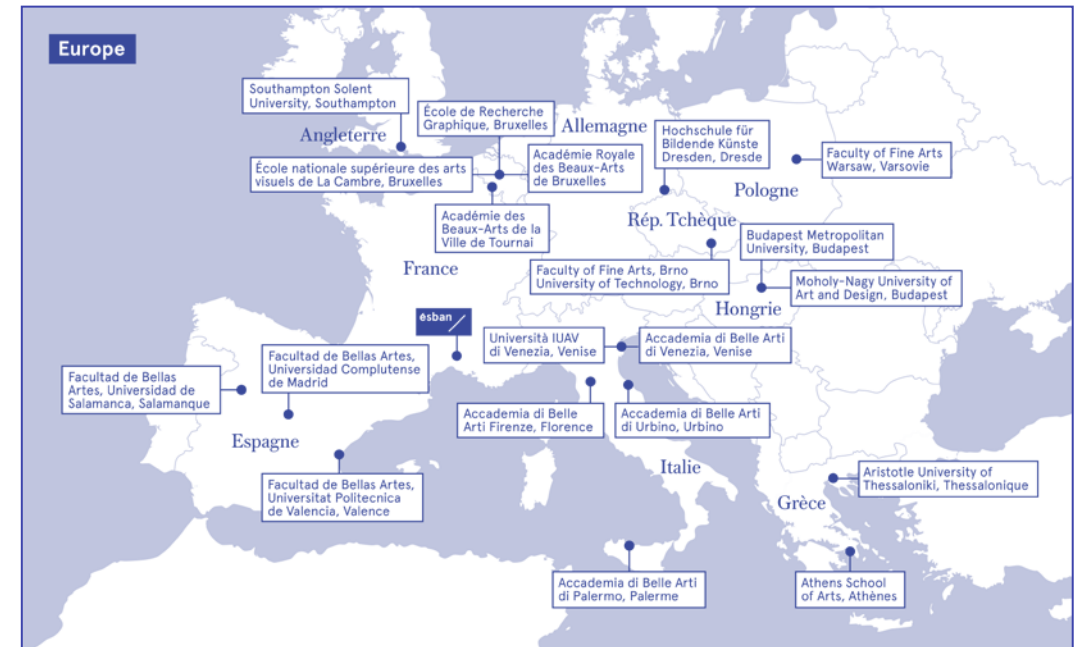 Europe
Southampton Solent
University, Southampton
Angleterre
École de Recherche
Graphique, Bruxelles
Allemagne
Hochschule für
Bildende Künste
Dresden, Dresde
Faculty of Fine Arts
Warsaw, Varsovie
École nationale supérieure des arts
visuels de La Cambre, Bruxelles
Académie Royale
des Beaux-Arts
de Bruxelles
Pologne
Académie des
Beaux-Arts de la
Ville de Tournai
Rép. Tchèque
Budapest Metropolitan
University, Budapest
France
Faculty of Fine Arts, Brno
University of Technology, Brno
Moholy-Nagy University of
Art and Design, Budapest
Hongrie
ésban
Università IUAV
di Venezia, Venise
Accademia di Belle Arti
di Venezia, Venise
Facultad de Bellas Artes,
Universidad Complutense
de Madrid
Facultad de Bellas
Artes, Universidad de
Salamanca, Salamanque
Accademia di Belle
Arti Firenze, Florence
Accademia di Belle Arti
di Urbino, Urbino
Espagne
Italie
Facultad de Bellas Artes,
Universitat Politecnica
de Valencia, Valence
Aristotle University of
Thessaloniki, Thessalonique
Grèce
Accademia di Belle Arti
di Palermo, Palerme
Athens School
of Arts, Athènes